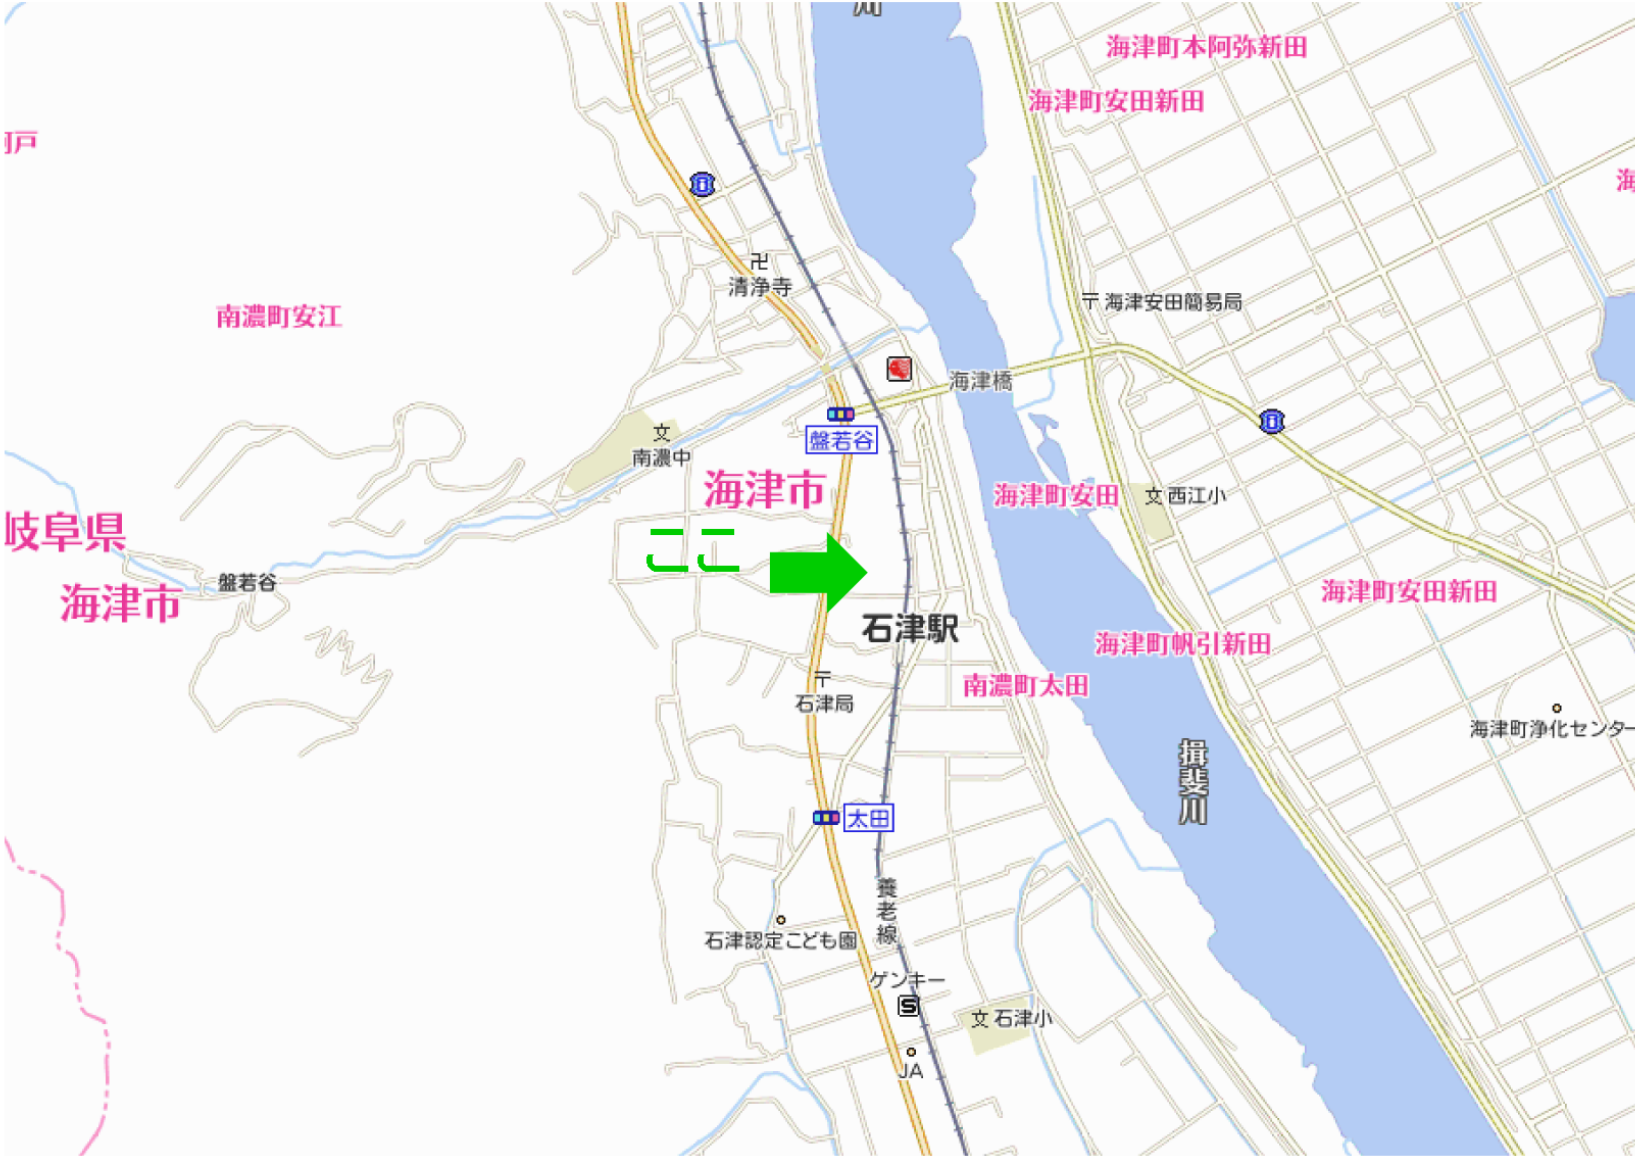 川
海津町本阿弥新田
海津町安田新田
戸
海
清浄寺
南濃町安江
海津安田簡易局
海津橋
盤若谷
文
南濃中
海津市
海津町安田
文 西江小
岐阜県
ここ
盤若谷
海津市
海津町安田新田
石津駅
海津町帆引新田
南濃町太田
石津局
海津町浄化センター
揖斐川
太田
養老線
石津認定こども園
ゲンキー
S
文 石津小
JA